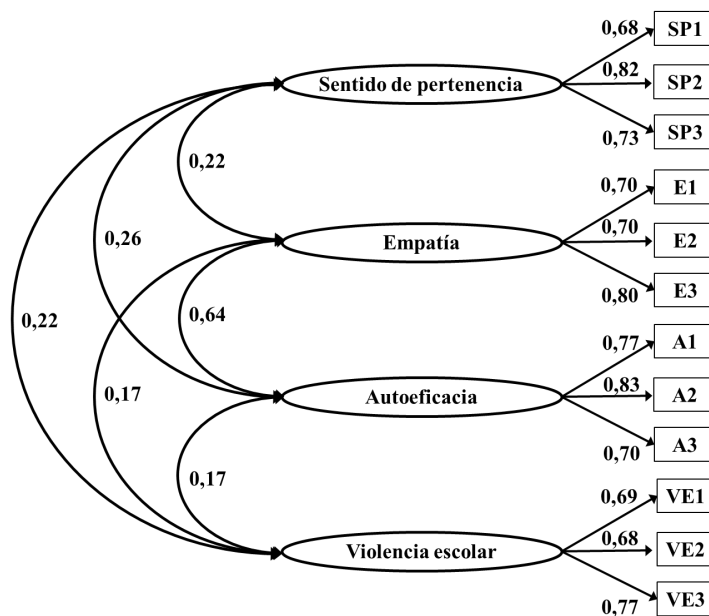 0,68
SP1
0,82
SP2
Sentido de pertenencia
0,73
SP3
0,22
0,70
E1
0,26
Empatía
0,70
E2
0,80
E3
0,22
0,64
0,77
A1
0,17
Autoeficacia
0,83
A2
0,70
A3
0,17
0,69
VE1
Violencia escolar
0,68
VE2
0,77
VE3